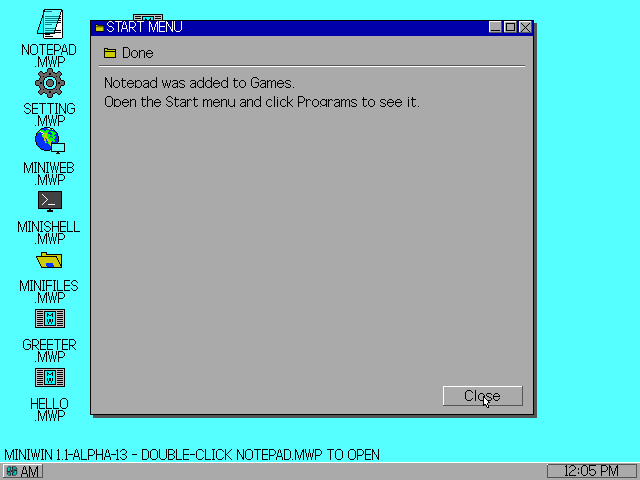 START MENU
Done
Notepad was added to Games.
Open the Start menu and click Programs to see it.
Close
NOTEPAD
.MWP
SETTING
.MWP
MINIWEB
.MWP
MINISHELL
.MWP
MINIFILES
.MWP
MW
GREETER
.MWP
MW
HELLO
.MWP
MINIWIN 1.1-ALPHA-13 - DOUBLE-CLICK NOTEPAD.MWP TO OPEN
AM
12:05 PM